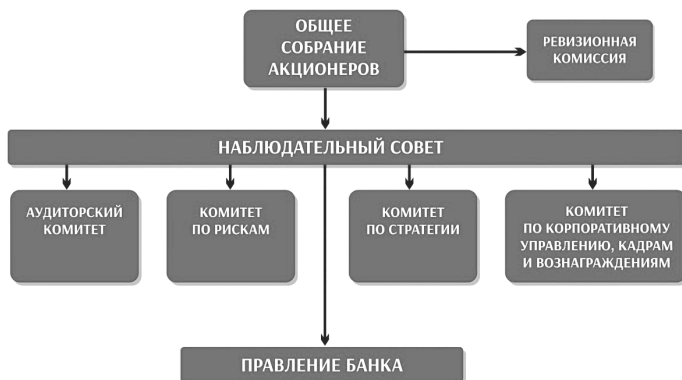 ОБЩЕЕ
СОБРАНИЕ
АКЦИОНЕРОВ
РЕВИЗИОННАЯ
КОМИССИЯ
НАБЛЮДАТЕЛЬНЫЙ СОВЕТ
АУДИТОРСКИЙ
КОМИТЕТ
КОМИТЕТ
ПО РИСКАМ
КОМИТЕТ
ПО СТРАТЕГИИ
КОМИТЕТ
ПО КОРПОРАТИВНОМУ
УПРАВЛЕНИЮ, КАДРАМ
И ВОЗНАГРАЖДЕНИЯМ
ПРАВЛЕНИЕ БАНКА